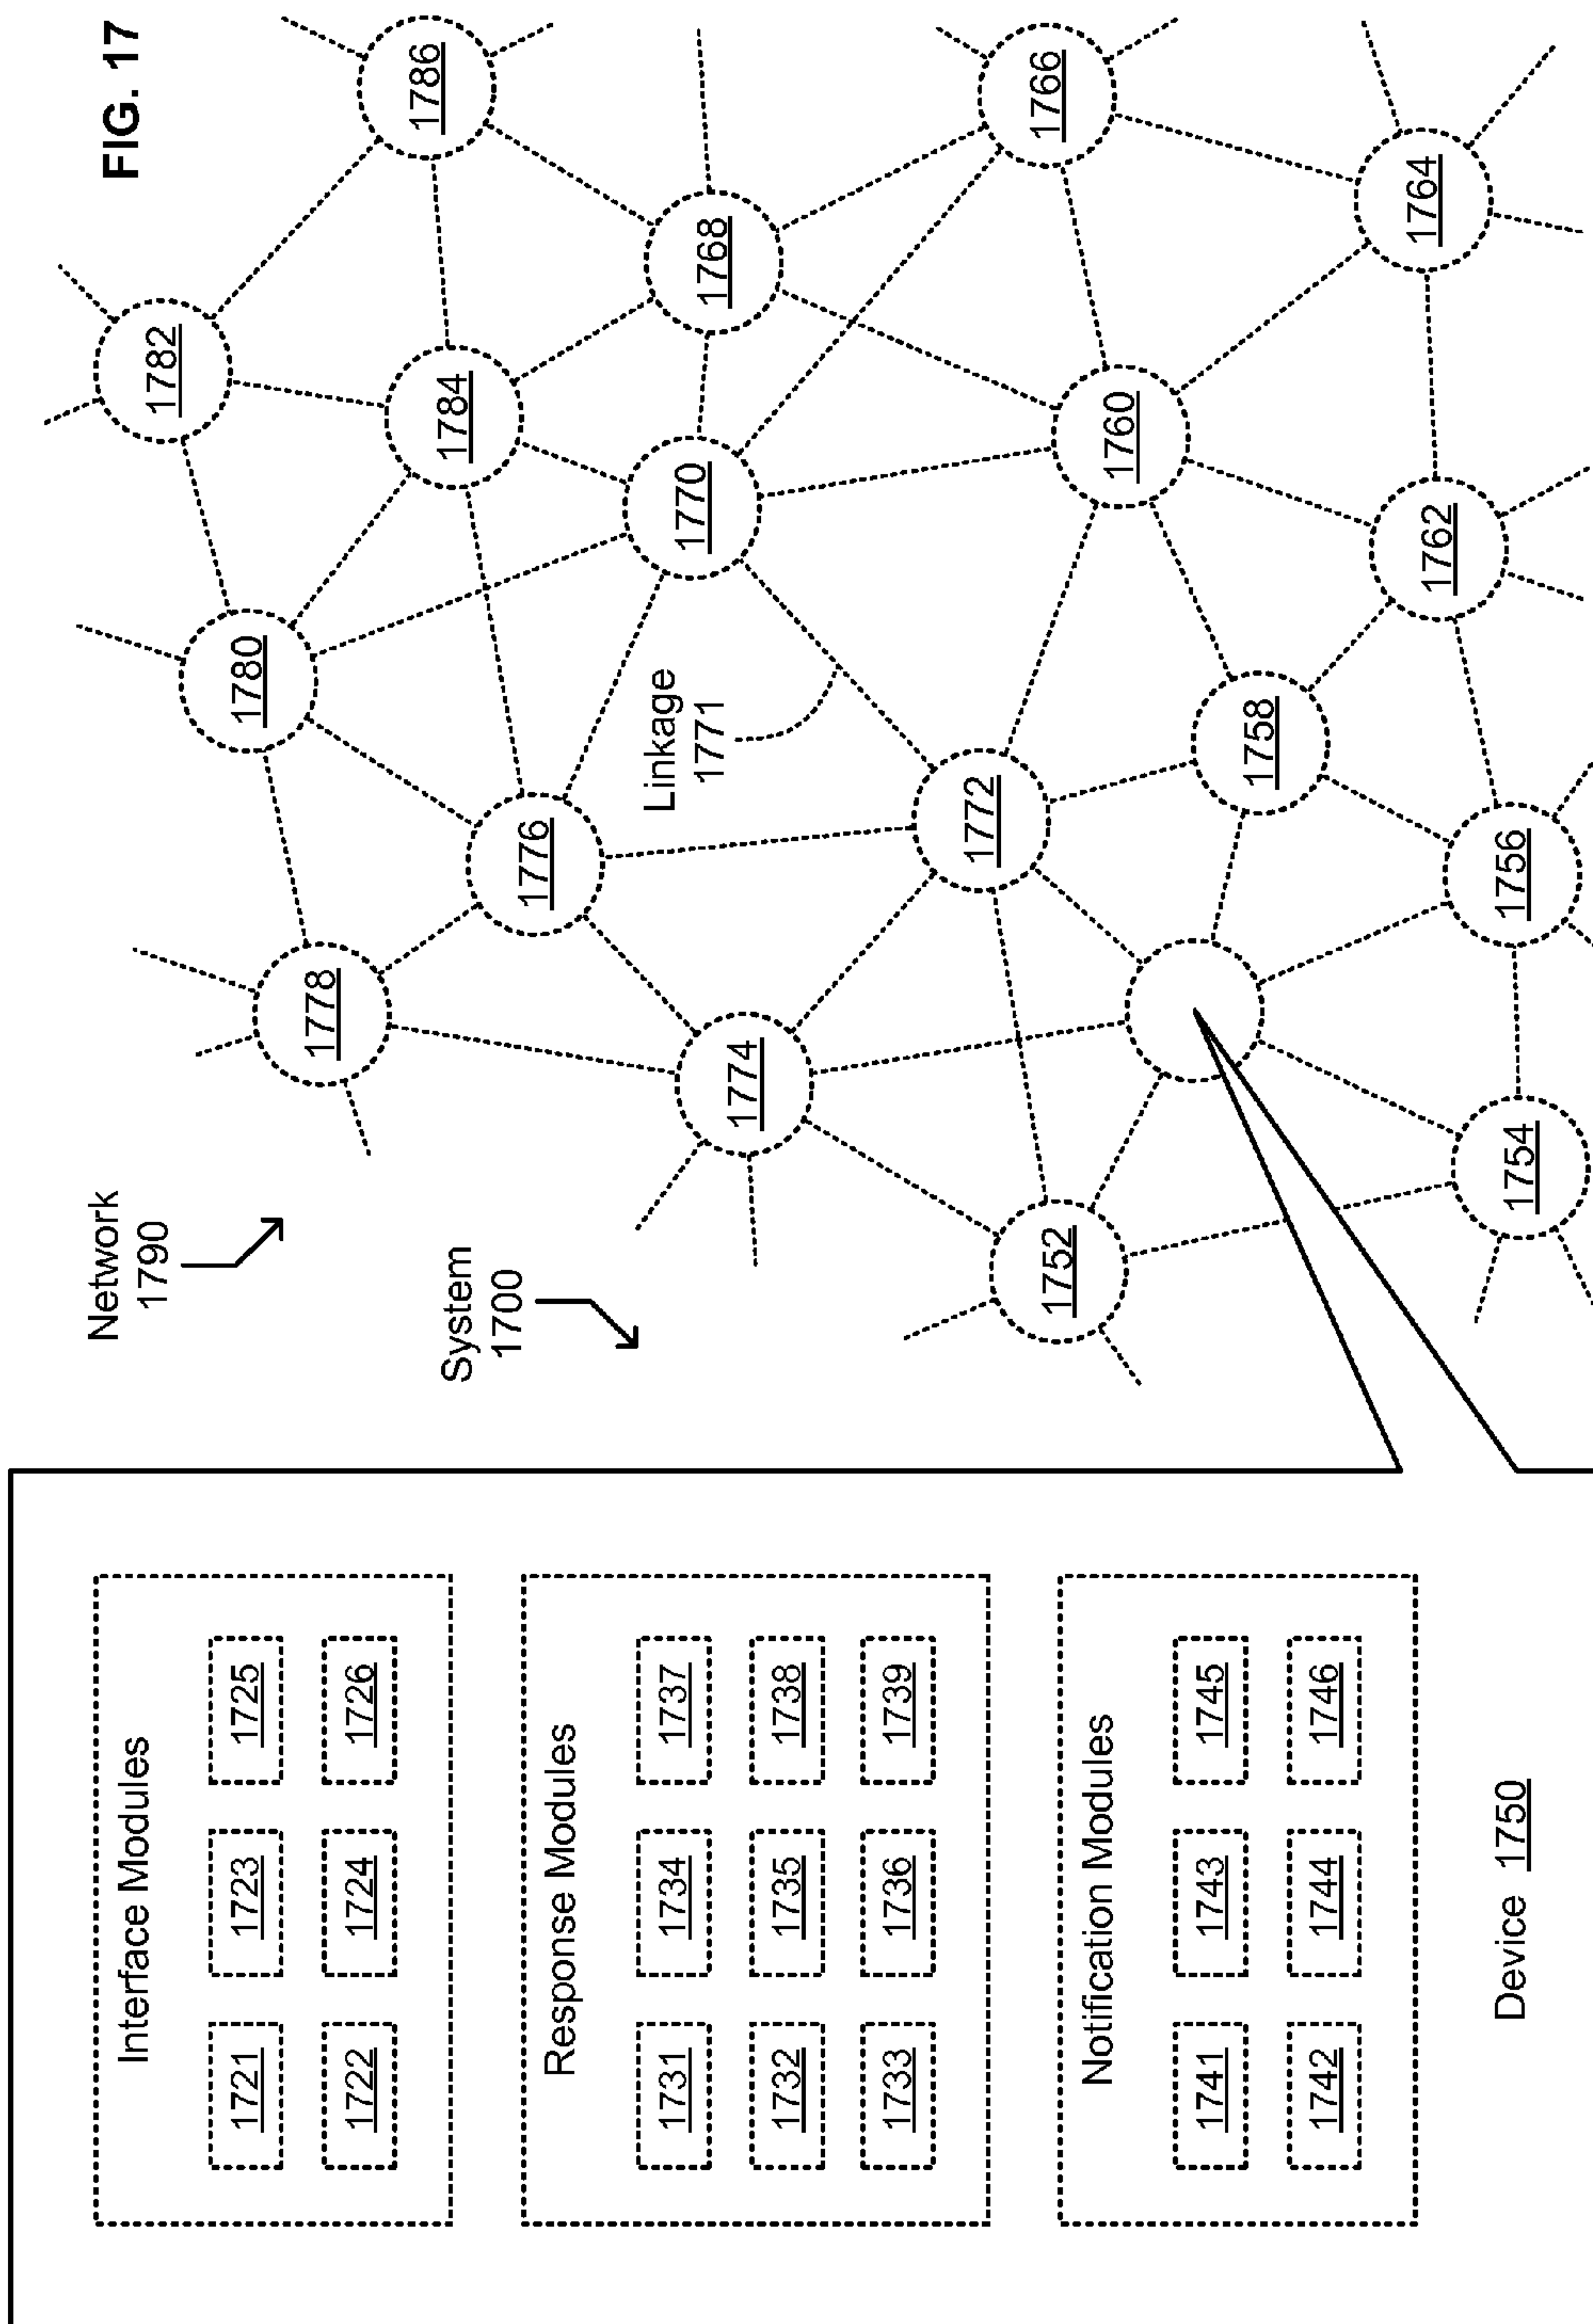 FIG. 17
Interface Modules
1721 1723 1725
1722 1724 1726
Response Modules
1731 1734 1737
1732 1735 1738
1733 1736 1739
Notification Modules
1741 1743 1745
1742 1744 1746
Device 1750
Network
1790
System
1700
1782
1780
1778
1786
1784
1776
Linkage
1771
1770
1768
1774
1772
1766
1752
1760
1758
1764
1762
1756
1754